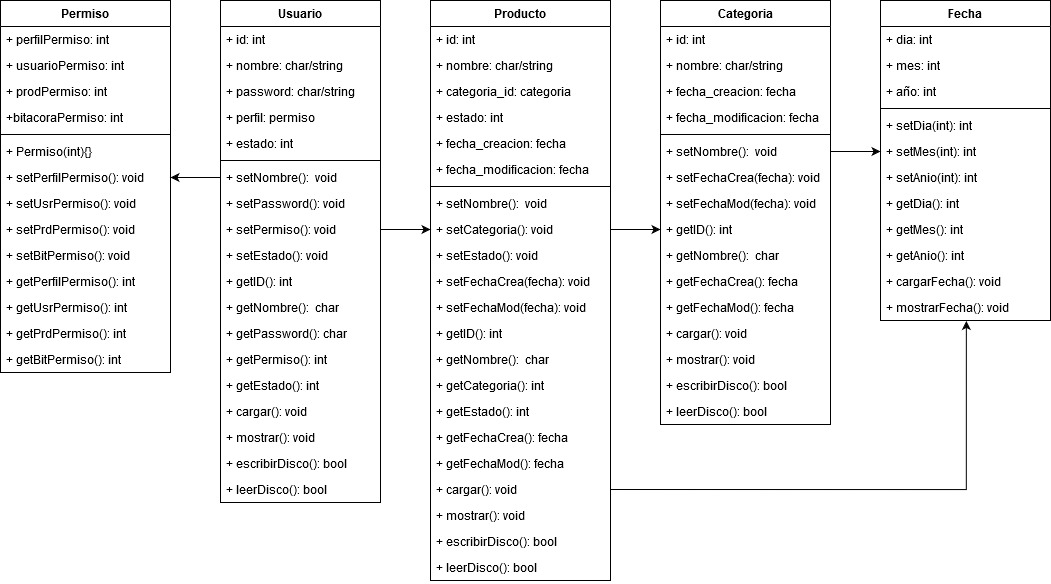 Permiso
+ perfilPermiso: int
+ usuarioPermiso: int
+ prodPermiso: int
+bitacoraPermiso: int
+ Permiso(int){}
+ setPerfilPermiso(): void
+ setUsrPermiso(): void
+ setPrdPermiso(): void
+ setBitPermiso(): void
+ getPerfilPermiso(): int
+ getUsrPermiso(): int
+ getPrdPermiso(): int
+ getBitPermiso(): int
Usuario
+ id: int
+ nombre: char/string
+ password: char/string
+ perfil: permiso
+ estado: int
+ setNombre(): void
+ setPassword(): void
+ setPermiso(): void
+ setEstado(): void
+ getID(): int
+ getNombre(): char
+ getPassword(): char
+ getPermiso(): int
+ getEstado(): int
+ cargar(): void
+ mostrar(): void
+ escribirDisco(): bool
+ leerDisco(): bool
Producto
+ id: int
+ nombre: char/string
+ categoria_id: categoria
+ estado: int
+ fecha_creacion: fecha
+ fecha_modificacion: fecha
+ setNombre(): void
+ setCategoria(): void
+ setEstado(): void
+ setFechaCrea(fecha): void
+ setFechaMod(fecha): void
+ getID(): int
+ getNombre(): char
+ getCategoria(): int
+ getEstado(): int
+ getFechaCrea(): fecha
+ getFechaMod(): fecha
+ cargar(): void
+ mostrar(): void
+ escribirDisco(): bool
+ leerDisco(): bool
Categoria
+ id: int
+ nombre: char/string
+ fecha_creacion: fecha
+ fecha_modificacion: fecha
+ setNombre(): void
+ setFechaCrea(fecha): void
+ setFechaMod(fecha): void
+ getID(): int
+ getNombre(): char
+ getFechaCrea(): fecha
+ getFechaMod(): fecha
+ cargar(): void
+ mostrar(): void
+ escribirDisco(): bool
+ leerDisco(): bool
Fecha
+ dia: int
+ mes: int
+ año: int
+ setDia(int): int
+ setMes(int): int
+ setAnio(int): int
+ getDia(): int
+ getMes(): int
+ getAnio(): int
+ cargarFecha(): void
+ mostrarFecha(): void